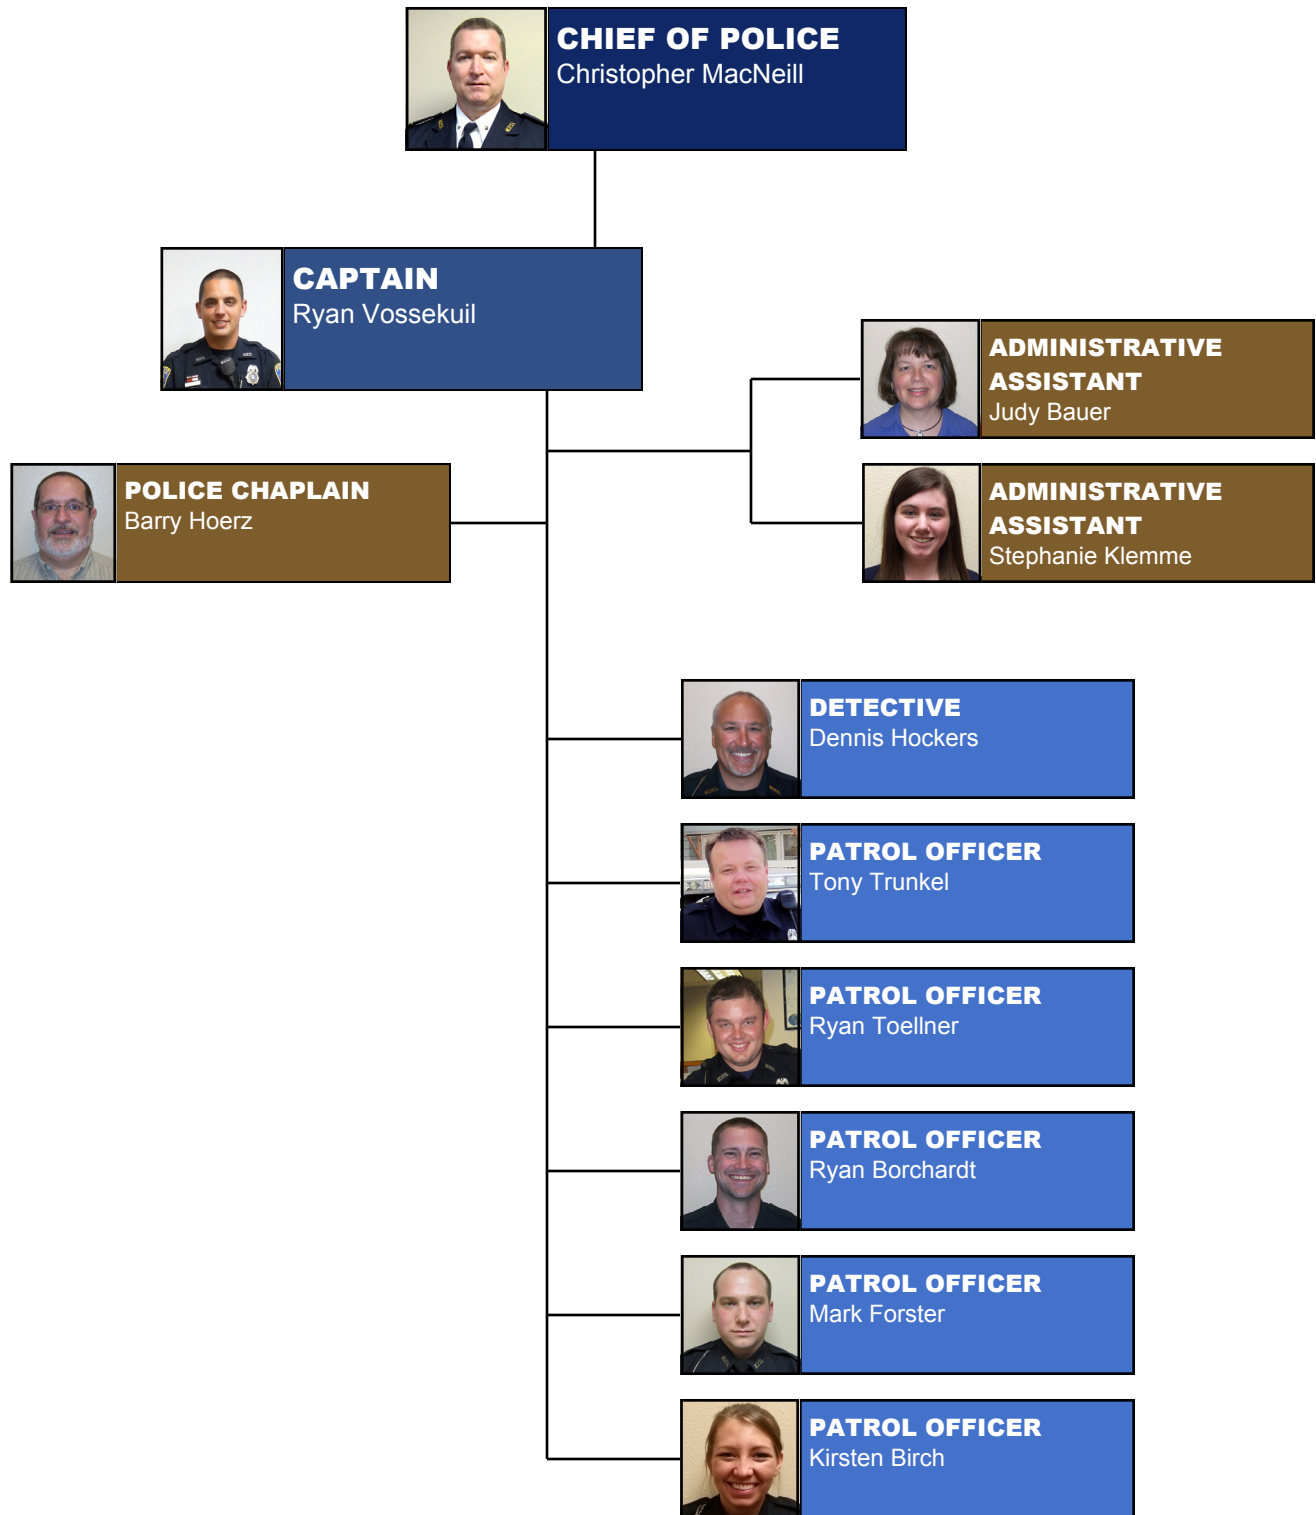 CHIEF OF POLICE
Christopher MacNeill
CAPTAIN
Ryan Vossekuil
ADMINISTRATIVE
ASSISTANT
Judy Bauer
POLICE CHAPLAIN
Barry Hoerz
ADMINISTRATIVE
ASSISTANT
Stephanie Klemme
DETECTIVE
Dennis Hockers
PATROL OFFICER
Tony Trunkel
PATROL OFFICER
Ryan Toellner
PATROL OFFICER
Ryan Borchardt
PATROL OFFICER
Mark Forster
PATROL OFFICER
Kirsten Birch